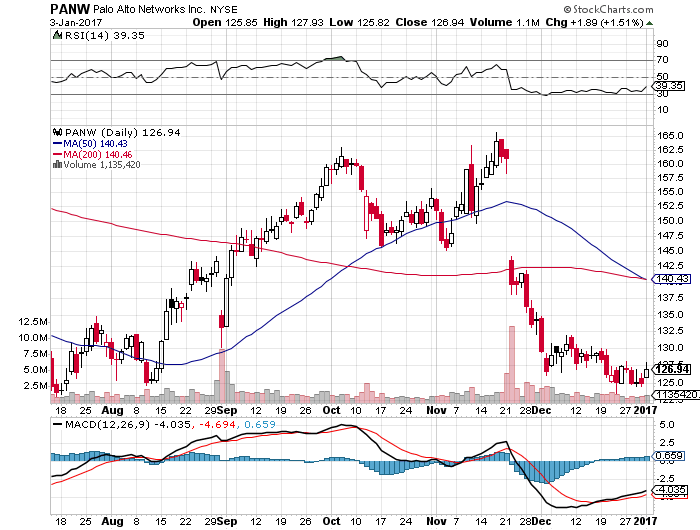 PANW Palo Alto Networks Inc. NYSE © StockCharts.com
3-Jan-2017 Open 125.85 High 127.93 Low 125.82 Close 126.94 Volume 1.1M Chg +1.89 (+1.51%)
RSI(14) 39.35
90
70
50
39.35
30
10
PANW (Daily) 126.94
MA(50) 140.43
MA(200) 140.46
Volume 1,135,420
165.0
162.5
160.0
157.5
155.0
152.5
150.0
147.5
145.0
142.5
140.43
137.5
135.0
132.5
130.0
126.94
125.0
1135420
12.5M
10.0M
7.5M
5.0M
2.5M
18 25 Aug 8 15 22 29 Sep 12 19 26 Oct 10 17 24 Nov 7 14 21 28 Dec 12 19 27 2017
MACD(12,26,9) -4.035, -4.694, 0.659
5.0
2.5
0.659
-2.5
-4.035
18 25 Aug 8 15 22 29 Sep 12 19 26 Oct 10 17 24 Nov 7 14 21 28 Dec 12 19 27 2017